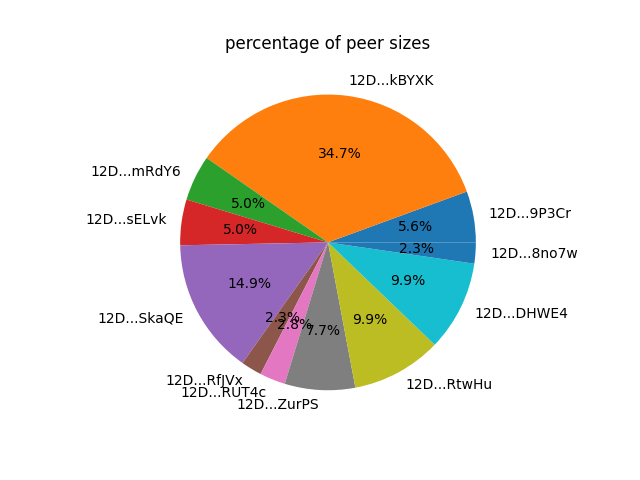 percentage of peer sizes
12D...kBYXK
34.7%
12D...mRdY6
5.0%
12D...9P3Cr
5.6%
12D...sELvk
5.0%
2.3%
12D...8no7w
14.9%
9.9%
12D...SkaQE
12D...DHWE4
2.3%
2.8%
7.7%
9.9%
12D...RfJVx
12D...RUT4c
12D...ZurPS
12D...RtwHu